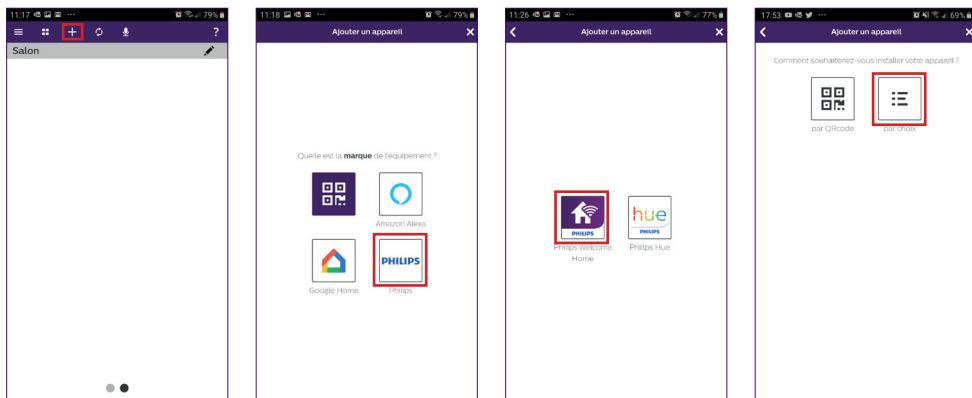 11:17 ... 79%
?
Salon
11:18 ... 79%
Ajouter un appareil
Quelle est la marque de l'équipement ?
Amazon Alexa
PHILIPS
Google Home
Philips
11:26 ... 77%
Ajouter un appareil
PHILIPS
hue
PHILIPS
Philips Welcome
Home
Philips Hue
17:53 ... 69%
Ajouter un appareil
Comment souhaiteriez-vous installer votre appareil ?
par QRcode
par choix